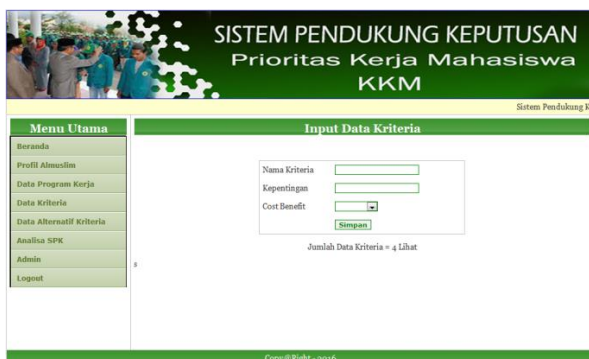 SISTEM PENDUKUNG KEPUTUSAN
Prioritas Kerja Mahasiswa
KKM
Sistem Pendukung K
Menu Utama
Beranda
Profil Almuslim
Data Program Kerja
Data Kriteria
Data Alternatif Kriteria
Analisa SPK
Admin
Logout
Input Data Kriteria
Nama Kriteria
Kepentingan
Cost Benefit
Simpan
Jumlah Data Kriteria = 4 Lihat
s
Copy@Right - 2016